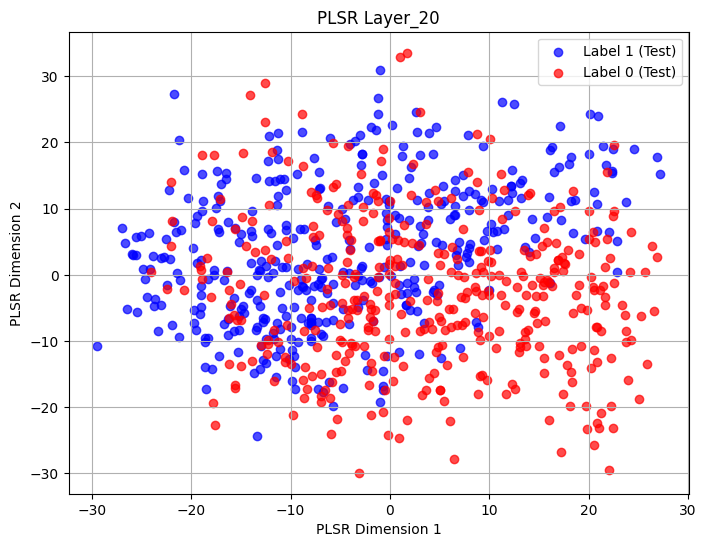 PLSR Layer_20
Label 1 (Test)
Label 0 (Test)
PLSR Dimension 2
30
20
10
0
−10
−20
−30
−30
−20
−10
0
10
20
30
PLSR Dimension 1